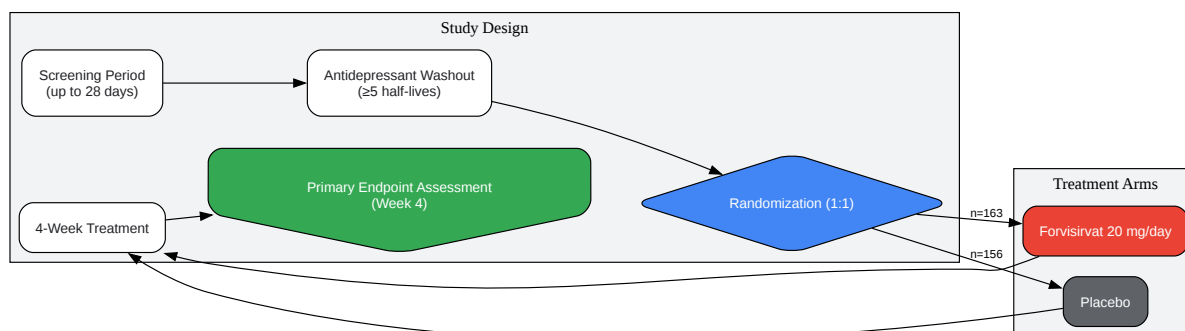 Study Design
Screening Period
(up to 28 days)
Antidepressant Washout
(≥5 half-lives)
Primary Endpoint Assessment
(Week 4)
Randomization (1:1)
4-Week Treatment
n=163
n=156
Treatment Arms
Forvisirvat 20 mg/day
Placebo